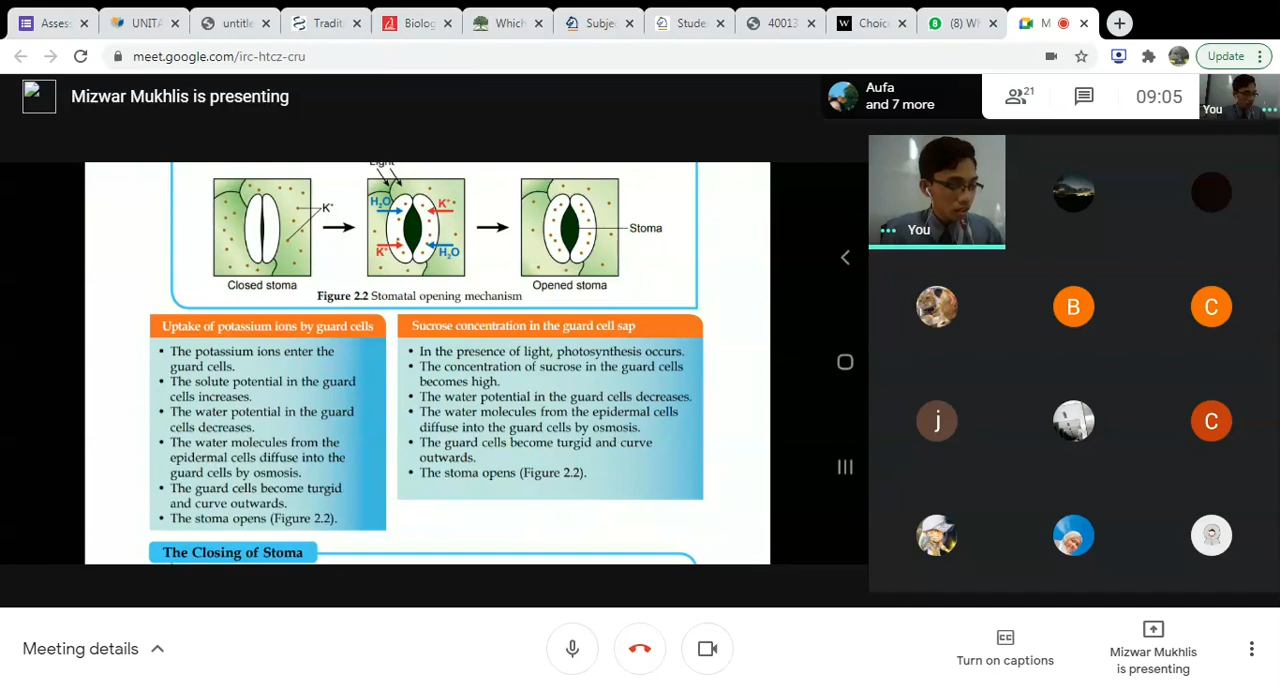 Assess
UNITA
untitle
Tradit
Biolog
Which
Subje
Stude
40013
W Choic
8 (8) W
M
meet.google.com/irc-htcz-cru
Update
Mizwar Mukhlis is presenting
Aufa
and 7 more
21
09:05
You
Light
K+
H₂O
K+
K+
H₂O
Stoma
Closed stoma
Opened stoma
Figure 2.2 Stomatal opening mechanism
Uptake of potassium ions by guard cells
• The potassium ions enter the
guard cells.
• The solute potential in the guard
cells increases.
• The water potential in the guard
cells decreases.
• The water molecules from the
epidermal cells diffuse into the
guard cells by osmosis.
• The guard cells become turgid
and curve outwards.
• The stoma opens (Figure 2.2).
Sucrose concentration in the guard cell sap
• In the presence of light, photosynthesis occurs.
• The concentration of sucrose in the guard cells
becomes high.
• The water potential in the guard cells decreases.
• The water molecules from the epidermal cells
diffuse into the guard cells by osmosis.
• The guard cells become turgid and curve
outwards.
• The stoma opens (Figure 2.2).
The Closing of Stoma
You
B
C
j
C
Meeting details
CC
Turn on captions
Mizwar Mukhlis
is presenting